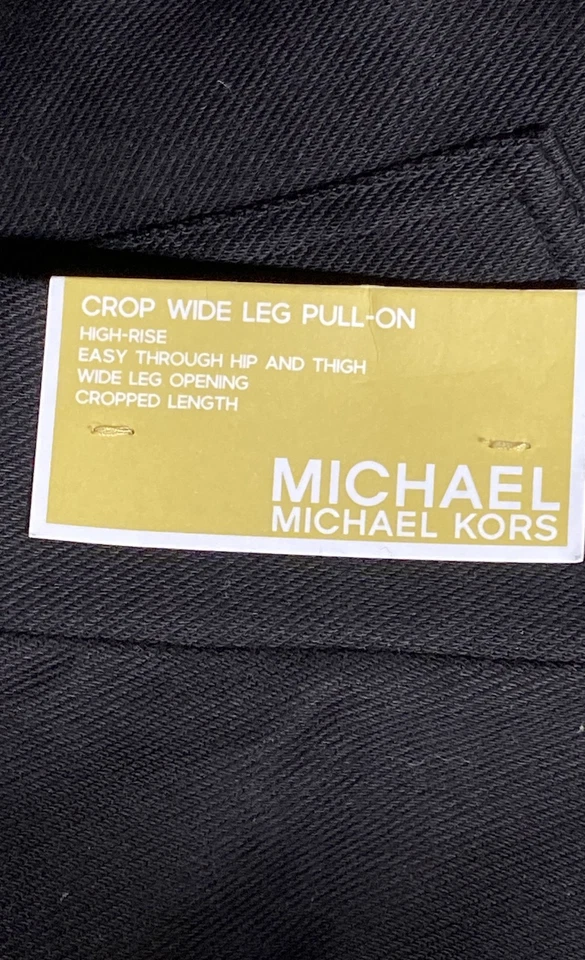 CROP WIDE LEG PULL-ON
HIGH-RISE
EASY THROUGH HIP AND THIGH
WIDE LEG OPENING
CROPPED LENGTH
MICHAEL
MICHAEL KORS